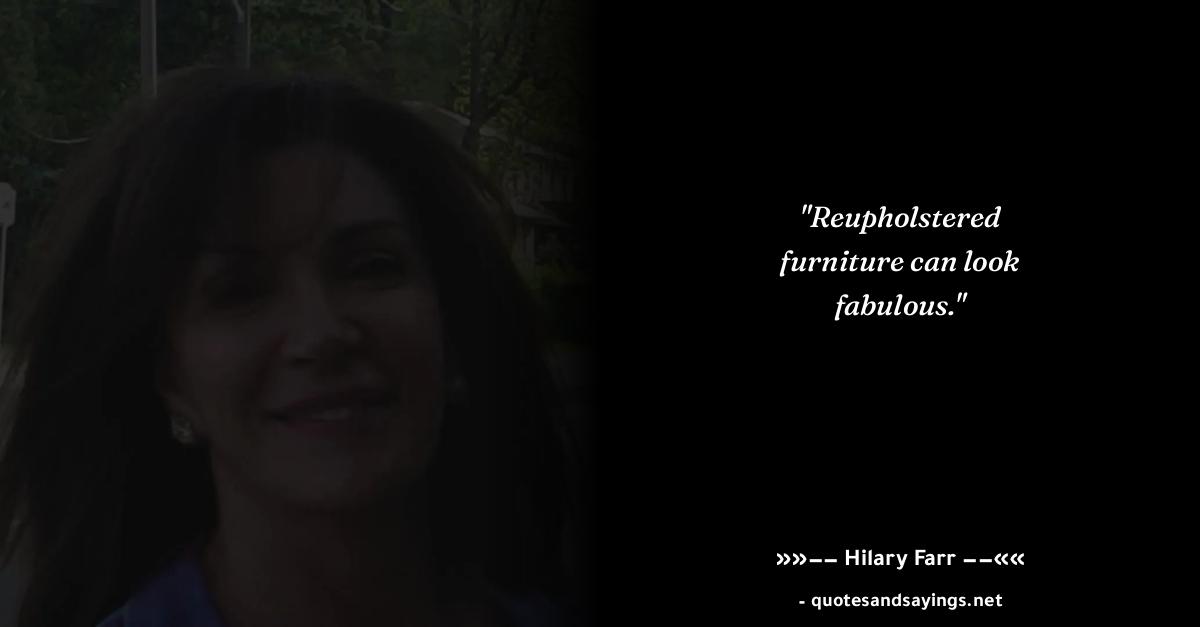 "Reupholstered
furniture can look
fabulous."
»»−− Hilary Farr −−««
- quotesandsayings.net